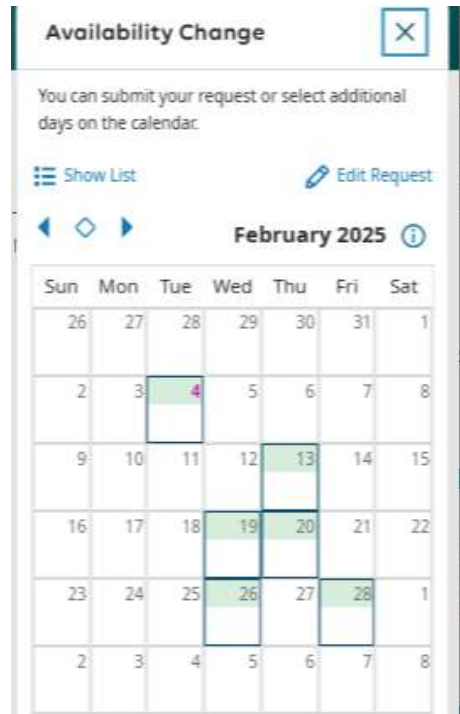 Availability Change
You can submit your request or select additional
days on the calendar.
Show List Edit Request
February 2025
Sun Mon Tue Wed Thu Fri Sat
26 27 28 29 30 31 1
2 3 4 5 6 7 8
9 10 11 12 13 14 15
16 17 18 19 20 21 22
23 24 25 26 27 28 1
2 3 4 5 6 7 8